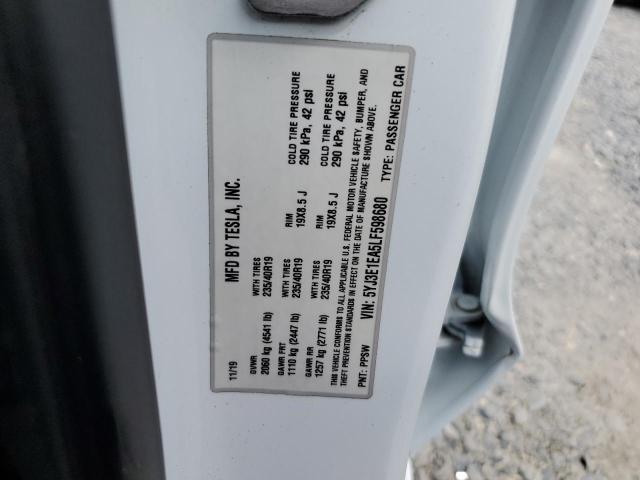 MFD BY TESLA, INC.
11/19
GVWR WITH TIRES RIM COLD TIRE PRESSURE
2060 kg (4541 lb) 235/40R19 19X8.5 J 290 kPa, 42 psi
GAWR FRT WITH TIRES RIM COLD TIRE PRESSURE
1110 kg (2447 lb) 235/40R19 19X8.5 J 290 kPa, 42 psi
GAWR RR WITH TIRES
1257 kg (2771 lb) 235/40R19
THIS VEHICLE CONFORMS TO ALL APPLICABLE U.S. FEDERAL MOTOR VEHICLE SAFETY, BUMPER, AND
THEFT PREVENTION STANDARDS IN EFFECT ON THE DATE OF MANUFACTURE SHOWN ABOVE.
PNT: PPSW VIN: 5YJ3E1EA5LF598680 TYPE: PASSENGER CAR